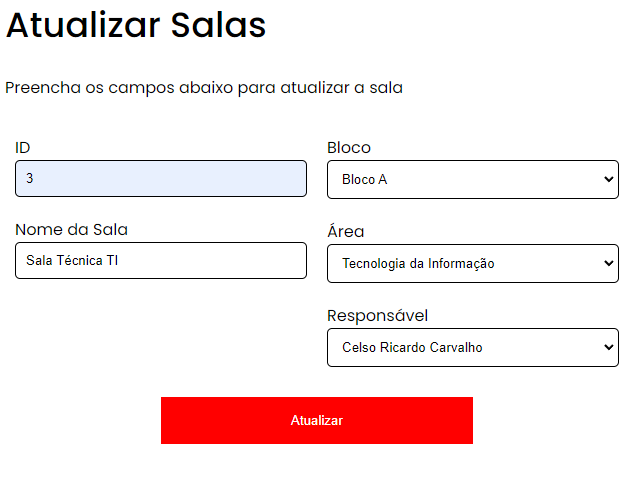 Atualizar Salas
Preencha os campos abaixo para atualizar a sala
ID
3
Nome da Sala
Sala Técnica TI
Bloco
Bloco A
Área
Tecnologia da Informação
Responsável
Celso Ricardo Carvalho
Atualizar